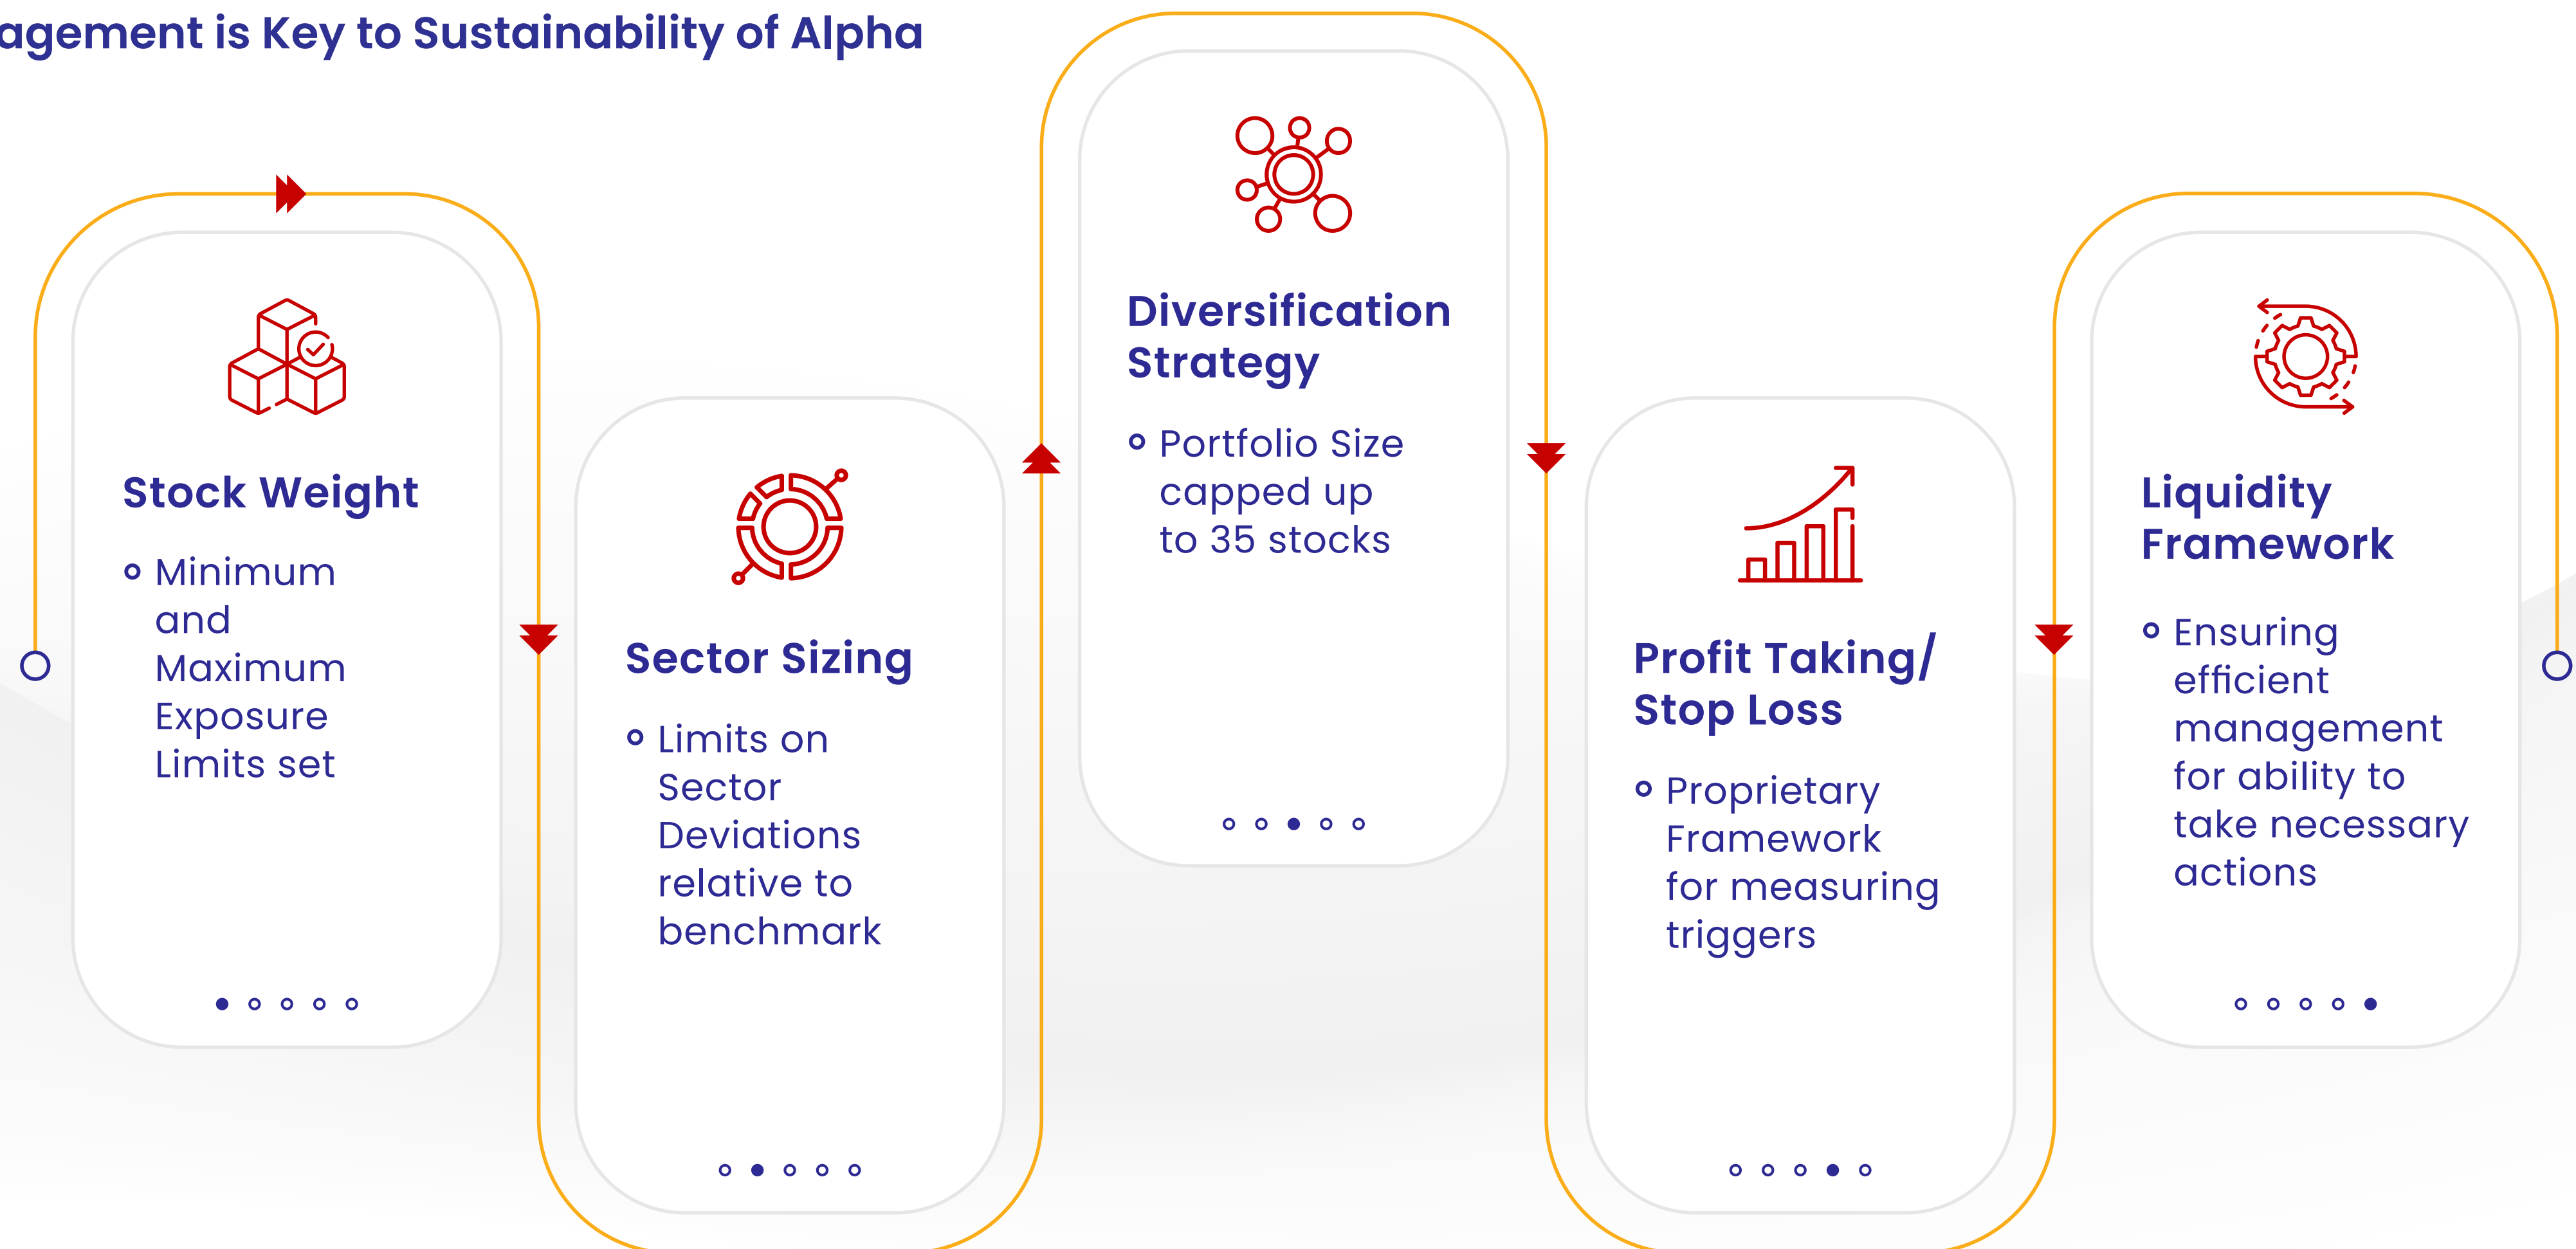 agement is Key to Sustainability of Alpha
Stock Weight
Minimum
and
Maximum
Exposure
Limits set
Sector Sizing
Limits on
Sector
Deviations
relative to
benchmark
Diversification
Strategy
Portfolio Size
capped up
to 35 stocks
Profit Taking/
Stop Loss
Proprietary
Framework
for measuring
triggers
Liquidity
Framework
Ensuring
efficient
management
for ability to
take necessary
actions